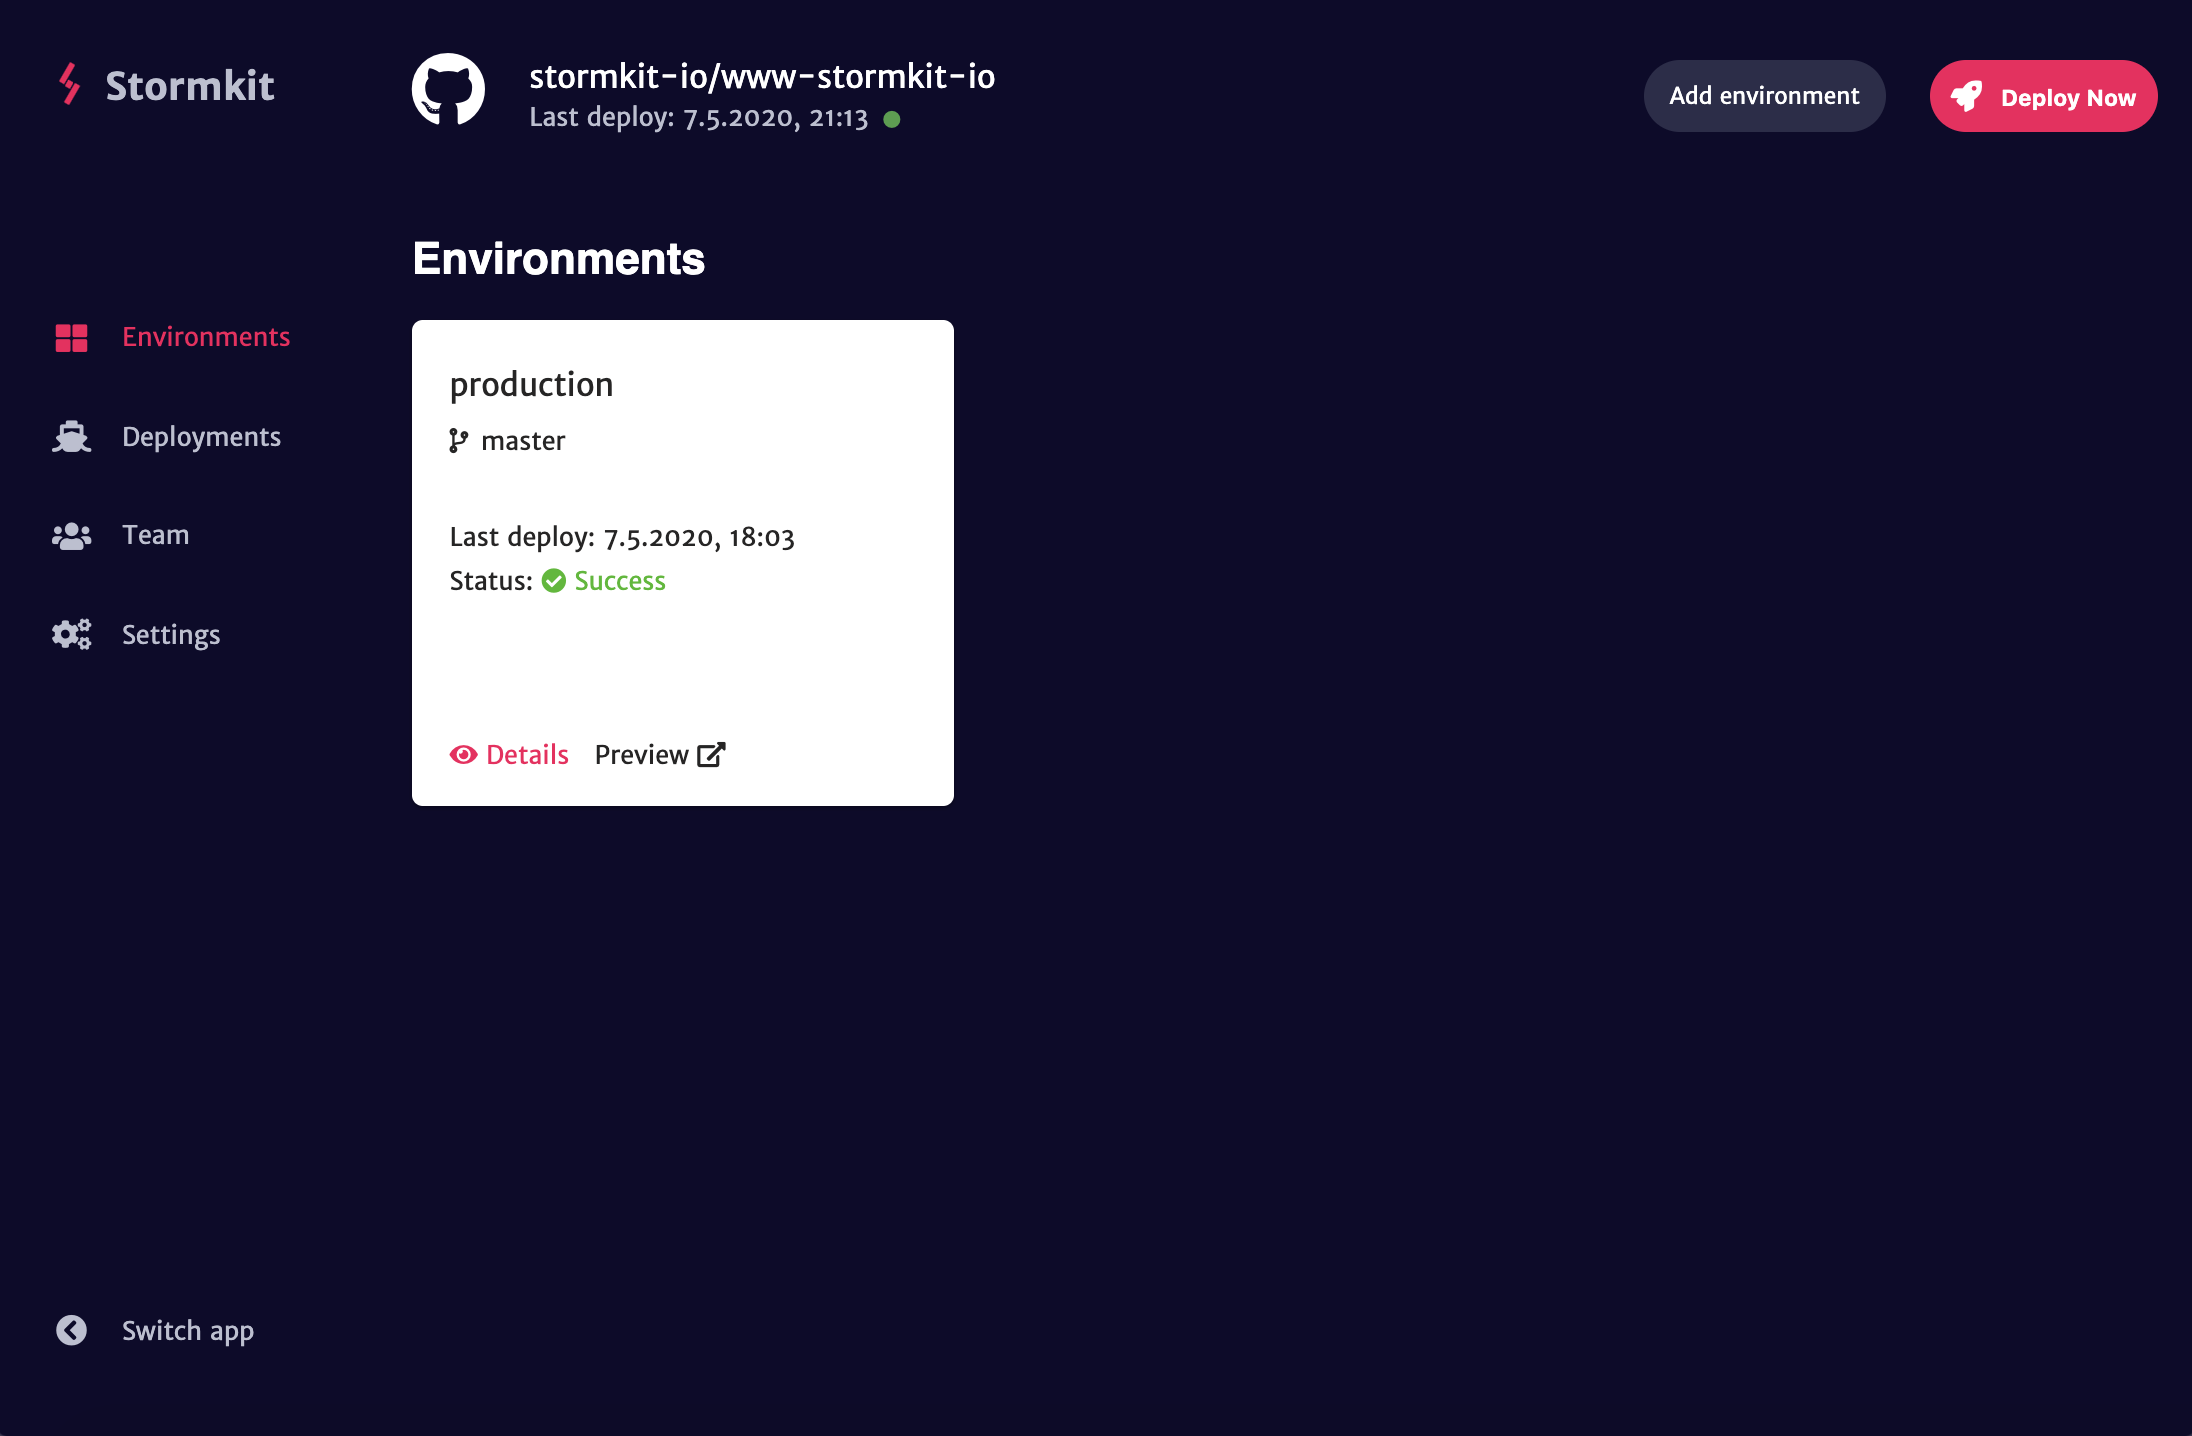 Stormkit
stormkit-io/www-stormkit-io
Last deploy: 7.5.2020, 21:13
Add environment
Deploy Now
Environments
Deployments
Team
Settings
Switch app
Environments
production
master
Last deploy: 7.5.2020, 18:03
Status: Success
Details Preview